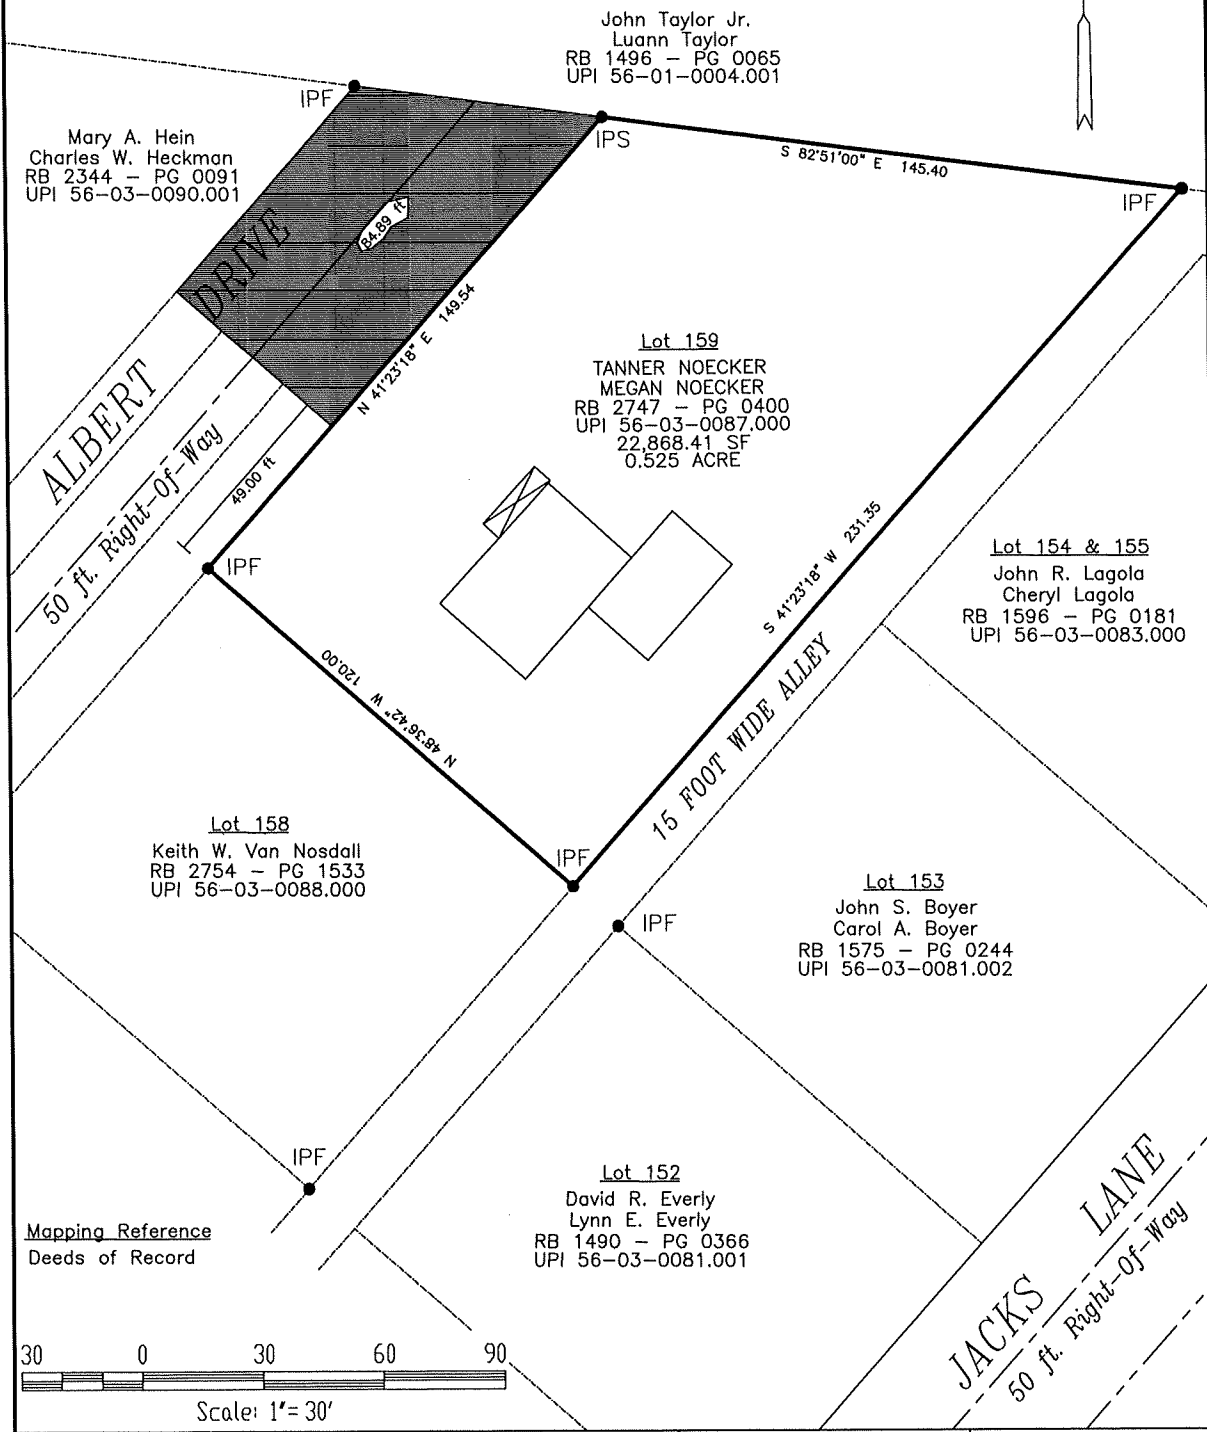 John Taylor Jr.
Luann Taylor
RB 1496 – PG 0065
UPI 56–01–0004.001
IPF
IPS
S 82°51'00" E 145.40
IPF
Mary A. Hein
Charles W. Heckman
RB 2344 – PG 0091
UPI 56–03–0090.001
84.89 ft
N 41°23'18" E 149.54
ALBERT DRIVE
50 ft. Right–Of–Way
49.00 ft
Lot 159
TANNER NOECKER
MEGAN NOECKER
RB 2747 – PG 0400
UPI 56–03–0087.000
22,868.41 SF
0.525 ACRE
IPF
S 41°23'18" W 231.35
Lot 154 & 155
John R. Lagola
Cheryl Lagola
RB 1596 – PG 0181
UPI 56–03–0083.000
N 48°36'42" W 120.00
15 FOOT WIDE ALLEY
Lot 158
Keith W. Van Nosdall
RB 2754 – PG 1533
UPI 56–03–0088.000
IPF
IPF
Lot 153
John S. Boyer
Carol A. Boyer
RB 1575 – PG 0244
UPI 56–03–0081.002
IPF
Lot 152
David R. Everly
Lynn E. Everly
RB 1490 – PG 0366
UPI 56–03–0081.001
JACKS LANE
50 ft. Right–Of–Way
Mapping Reference
Deeds of Record
30 0 30 60 90
Scale: 1"= 30'